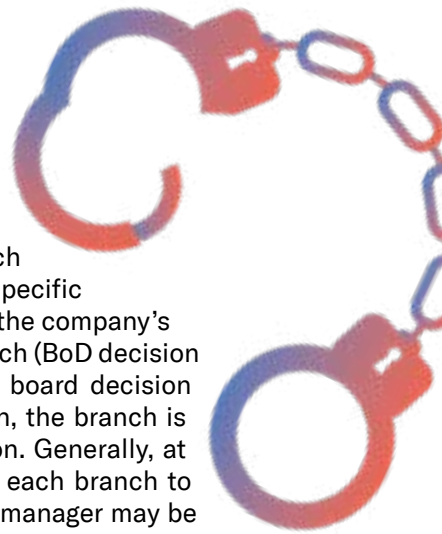 ch
pecific
the company's
ch (BoD decision
board decision
n, the branch is
on. Generally, at
each branch to
manager may be